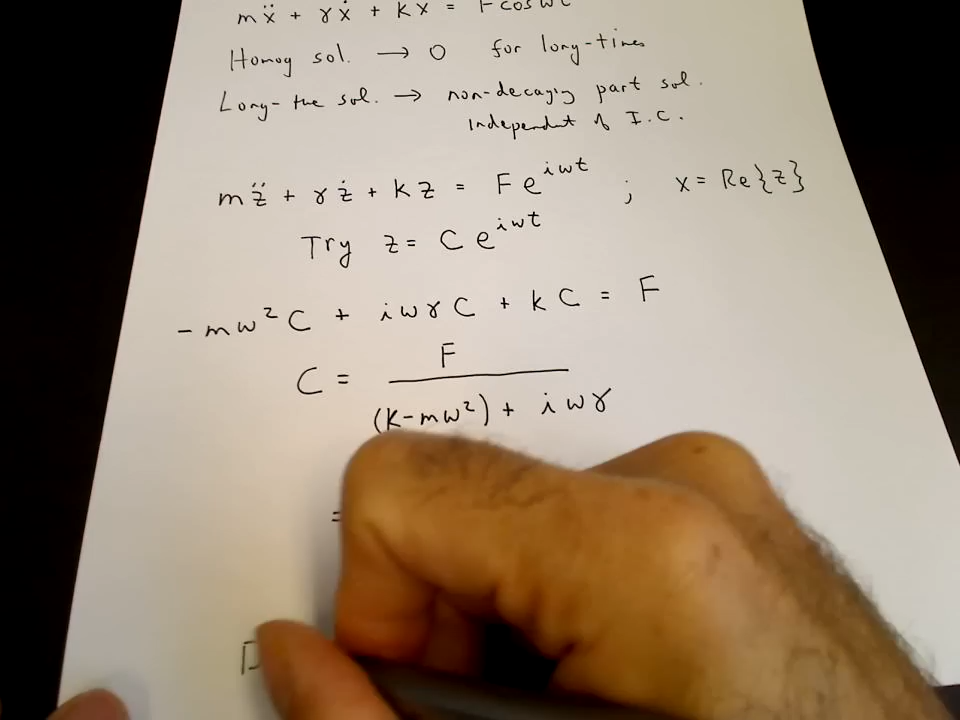 mẍ + γẋ + kx = F cos ωt
Homog sol. → 0 for long-times
Long-time sol. → non-decaying part sol.
Independent of I.C.
mz̈ + γż + kz = F e^{iωt} ; x = Re{z}
Try z = C e^{iωt}
-mω²C + iωγC + kC = F
C = F / ((k-mω²) + iωγ)
=